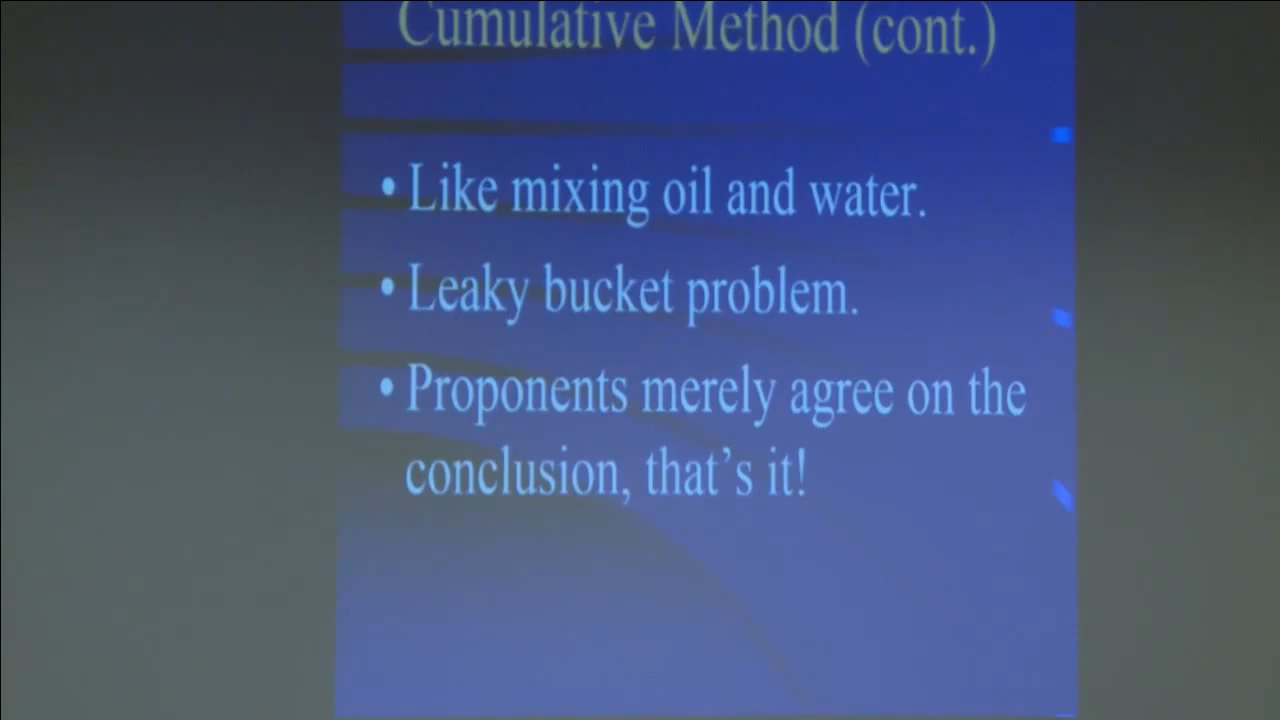 Cumulative Method (cont.)
• Like mixing oil and water.
• Leaky bucket problem.
• Proponents merely agree on the
conclusion, that's it!